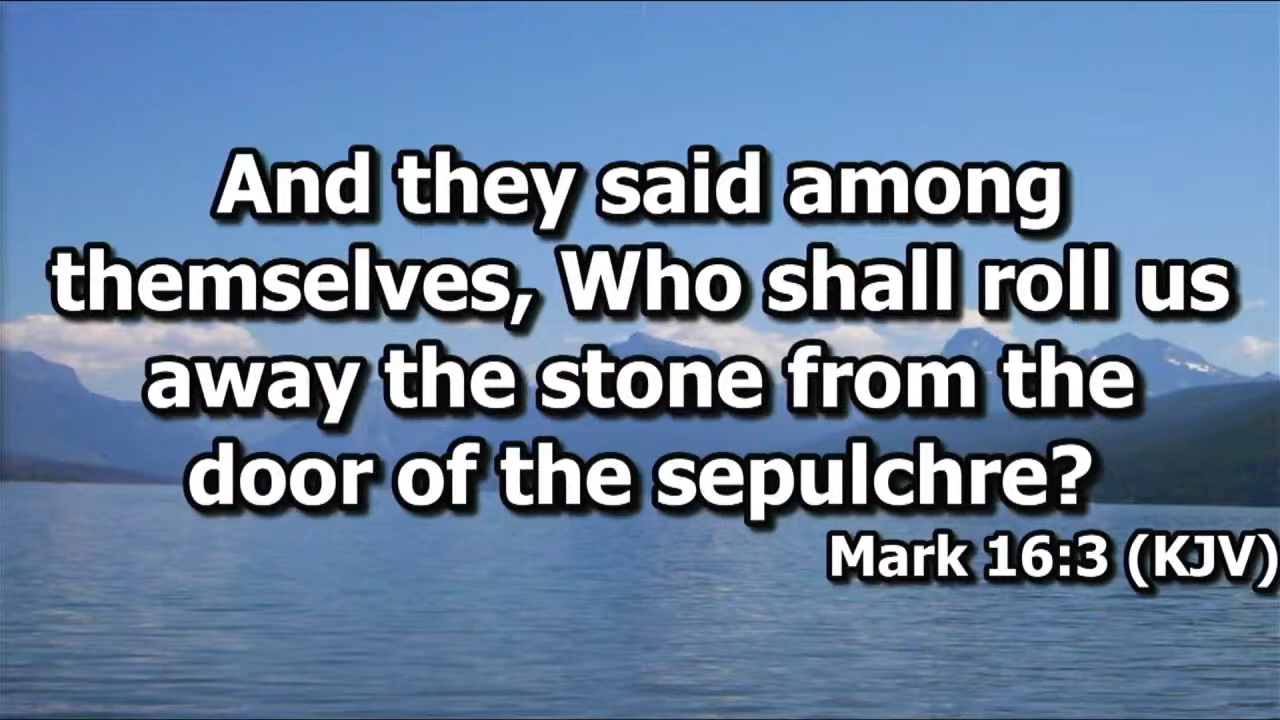 And they said among
themselves, Who shall roll us
away the stone from the
door of the sepulchre?
Mark 16:3 (KJV)